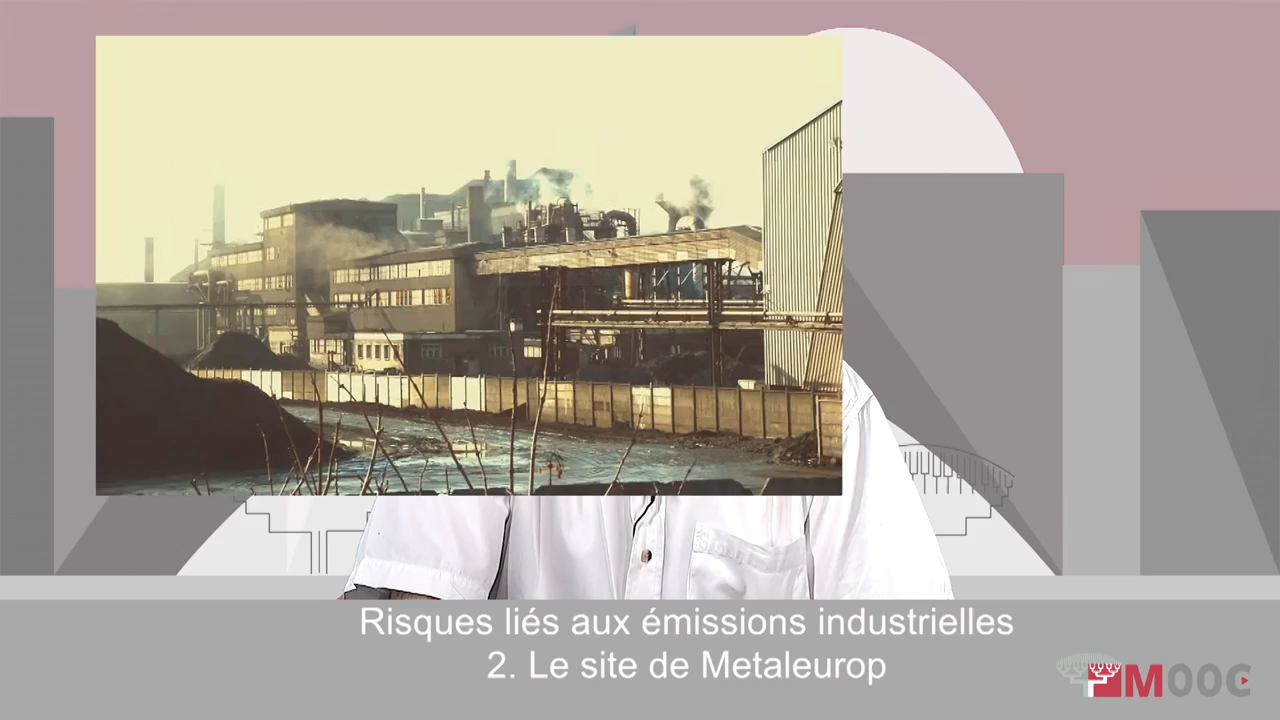 Risques liés aux émissions industrielles
2. Le site de Metaleurop
MOOC